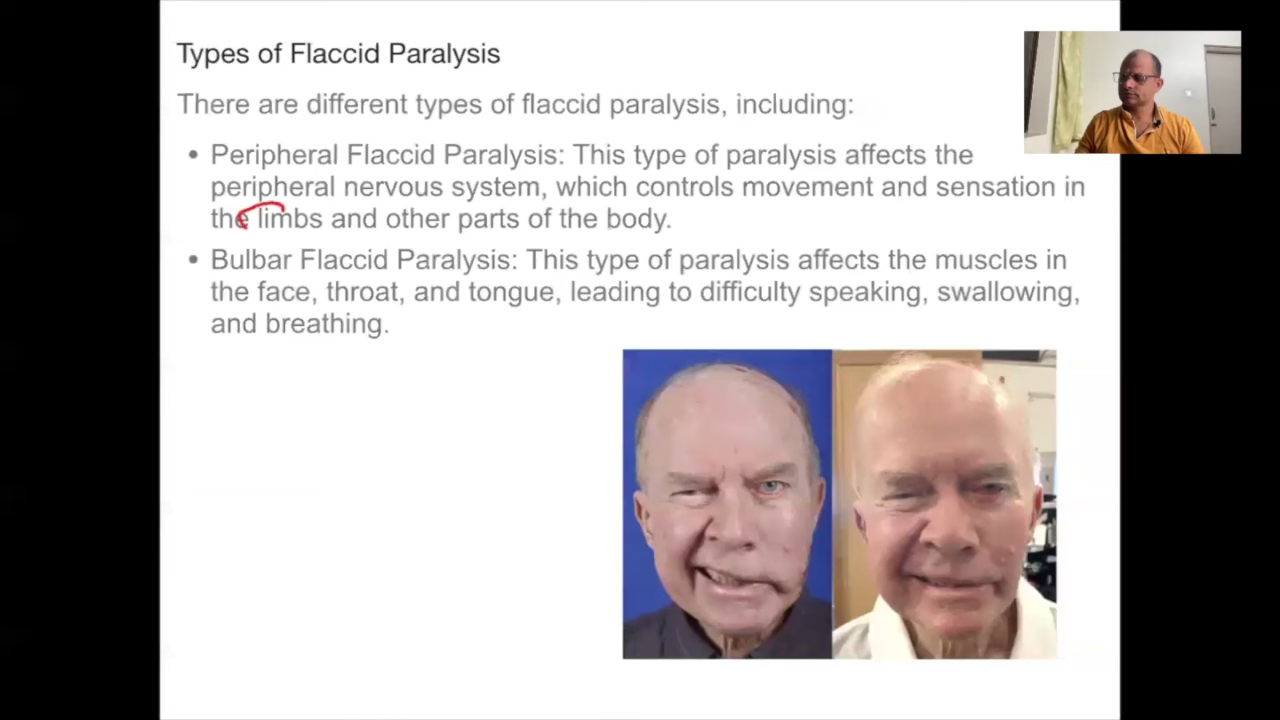 Types of Flaccid Paralysis
There are different types of flaccid paralysis, including:
• Peripheral Flaccid Paralysis: This type of paralysis affects the
peripheral nervous system, which controls movement and sensation in
the limbs and other parts of the body.
• Bulbar Flaccid Paralysis: This type of paralysis affects the muscles in
the face, throat, and tongue, leading to difficulty speaking, swallowing,
and breathing.